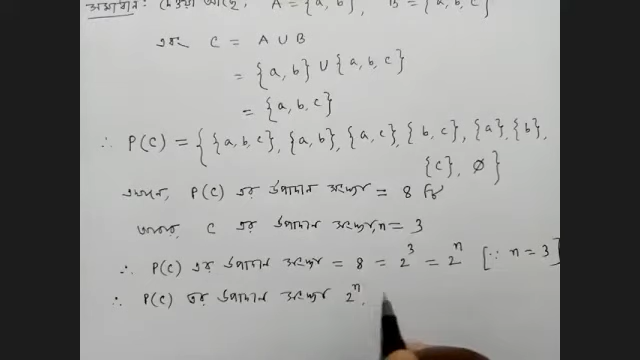 সমাধান: দেওয়া আছে, A = {a, b}, B = {a, b, c}
এবং C = A ∪ B
= {a, b} ∪ {a, b, c}
= {a, b, c}
∴ P(C) = {{a, b, c}, {a, b}, {a, c}, {b, c}, {a}, {b},
{c}, ∅}
এখানে, P(C) এর উপাদান সংখ্যা = 8 টি
আবার, C এর উপাদান সংখ্যা, n = 3
∴ P(C) এর উপাদান সংখ্যা = 8 = 2³ = 2ⁿ [∵ n = 3]
∴ P(C) এর উপাদান সংখ্যা 2ⁿ.